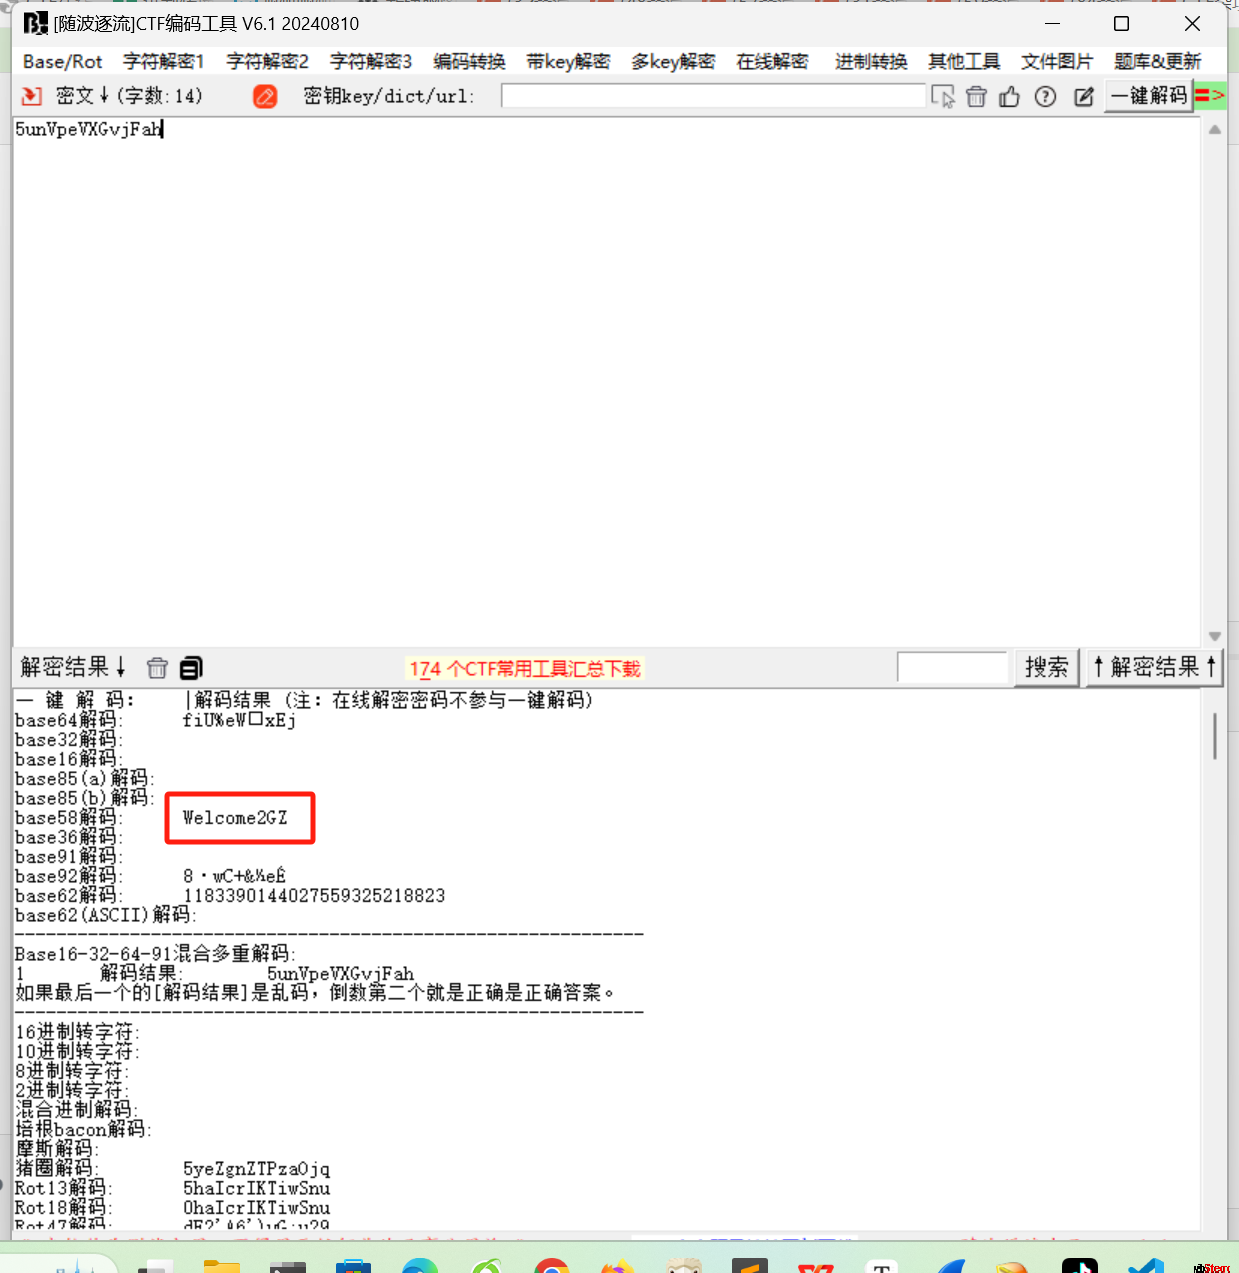 [随波逐流]CTF编码工具 V6.1 20240810
Base/Rot 字符解密1 字符解密2 字符解密3 编码转换 带key解密 多key解密 在线解密 进制转换 其他工具 文件图片 题库&更新
密文↓(字数:14) 密钥key/dict/url: 一键解码 =>
5unVpeVXGvjFah
解密结果↓ 174 个CTF常用工具汇总下载 搜索 ↑解密结果↑
一 键 解 码: |解码结果 (注: 在线解密密码不参与一键解码)
base64解码: fiU‰eW□xEj
base32解码:
base16解码:
base85(a)解码:
base85(b)解码:
base58解码: Welcome2GZ
base36解码:
base91解码:
base92解码:
base62解码: 1183390144027559325218823
base62(ASCII)解码:
Base16-32-64-91混合多重解码:
1 解码结果: 5unVpeVXGvjFah
如果最后一个的[解码结果]是乱码，倒数第二个就是正确是正确答案。
16进制转字符:
10进制转字符:
8进制转字符:
2进制转字符:
混合进制解码:
培根bacon解码:
摩斯解码:
猪圈解码: 5yeZgnZTPzaOjq
Rot13解码: 5haIcrIKTiwSnu
Rot18解码: 0haIcrIKTiwSnu
Rot47解码: